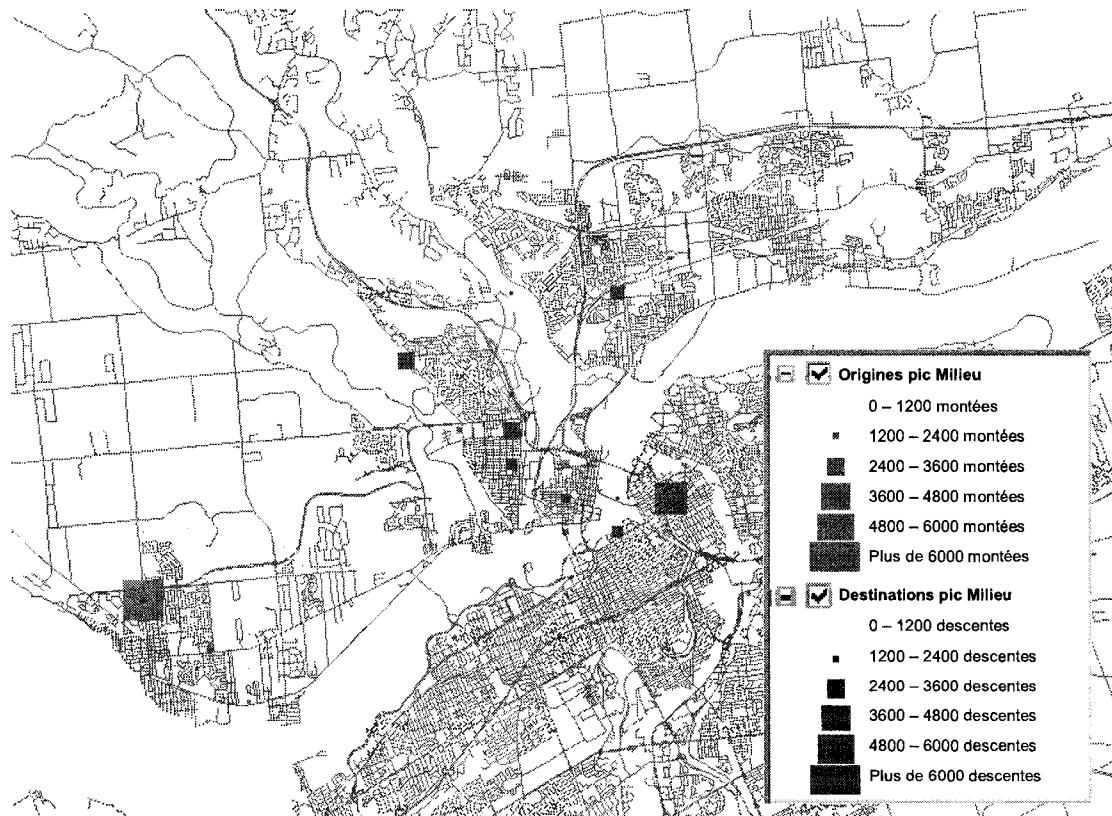 Origines pic Milieu
0 – 1200 montées
1200 – 2400 montées
2400 – 3600 montées
3600 – 4800 montées
4800 – 6000 montées
Plus de 6000 montées
Destinations pic Milieu
0 – 1200 descentes
1200 – 2400 descentes
2400 – 3600 descentes
3600 – 4800 descentes
4800 – 6000 descentes
Plus de 6000 descentes